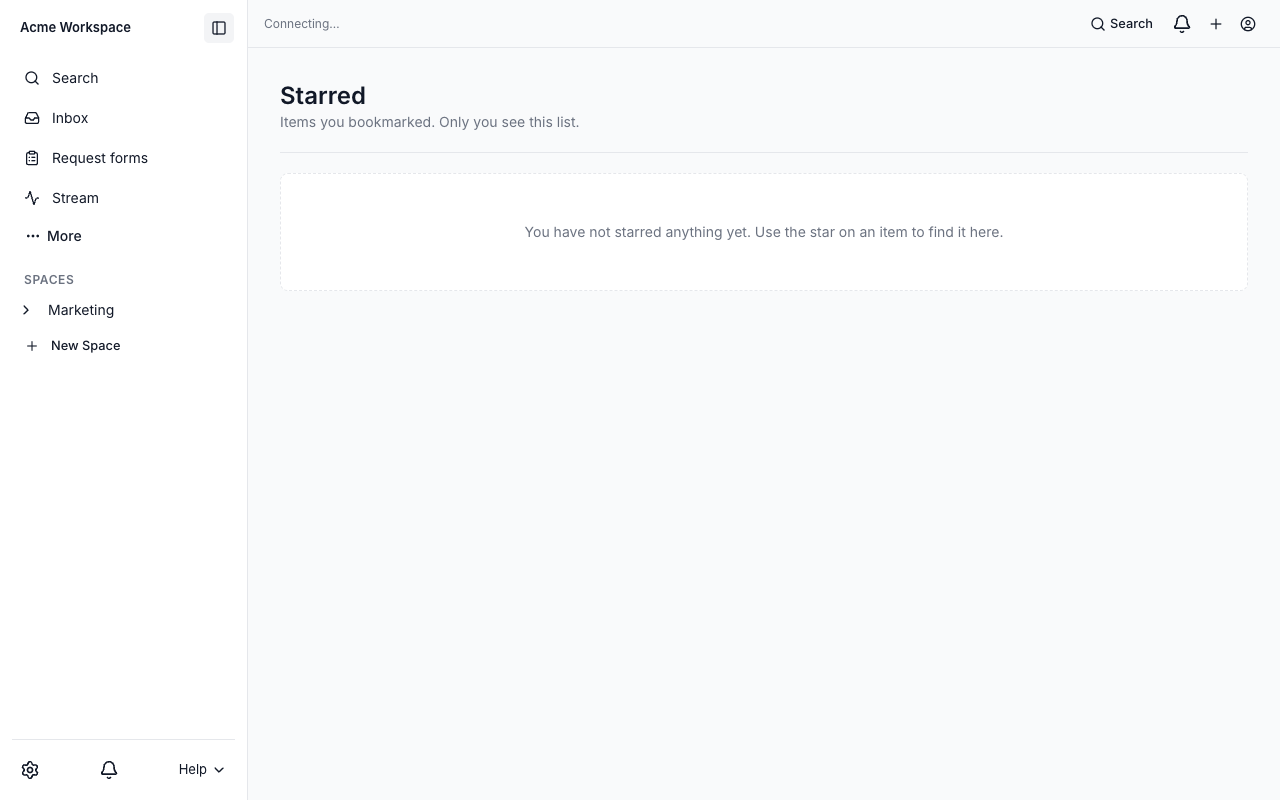 Acme Workspace
Search
Inbox
Request forms
Stream
More
SPACES
Marketing
New Space
Help
Connecting...
Search
Starred
Items you bookmarked. Only you see this list.
You have not starred anything yet. Use the star on an item to find it here.